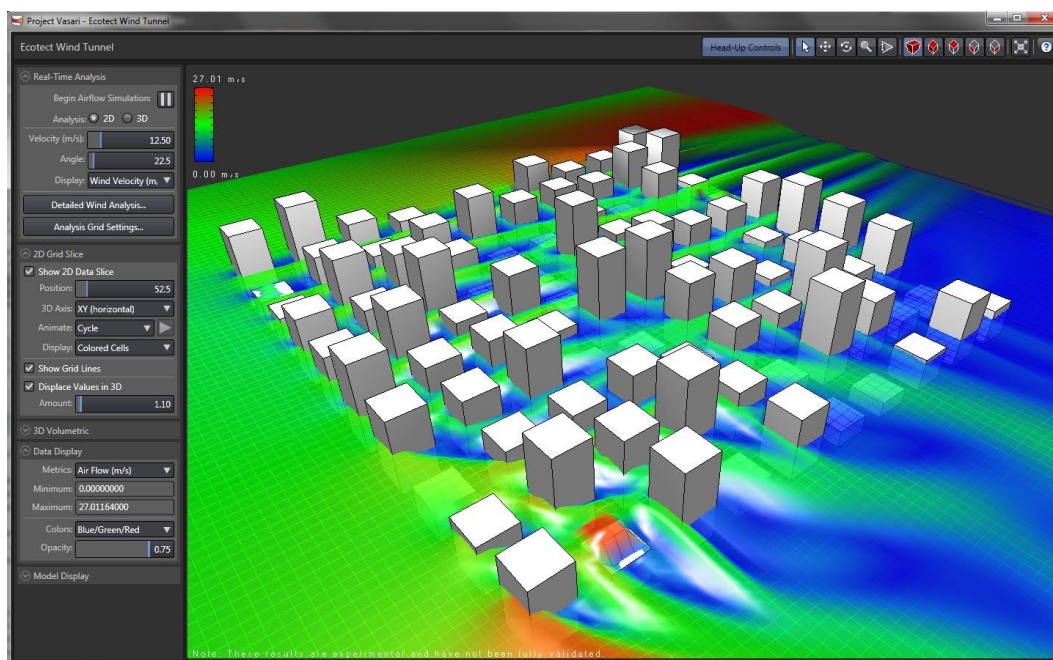 Project Vasari - Ecotect Wind Tunnel
Ecotect Wind Tunnel
Head-Up Controls
Real-Time Analysis
Begin Airflow Simulation:
Analysis: 2D 3D
Velocity (m/s): 12.50
Angle: 22.5
Display: Wind Velocity (m,
Detailed Wind Analysis...
Analysis Grid Settings...
2D Grid Slice
Show 2D Data Slice
Position: 52.5
3D Axis: XY (horizontal)
Animate: Cycle
Display: Colored Cells
Show Grid Lines
Displace Values in 3D
Amount: 1.10
3D Volumetric
Data Display
Metrics: Air Flow (m/s)
Minimum: 0.00000000
Maximum: 27.01164000
Colors: Blue/Green/Red
Opacity: 0.75
Model Display
27.01 m/s
0.00 m/s
Note: These results are experimental and have not been fully validated.